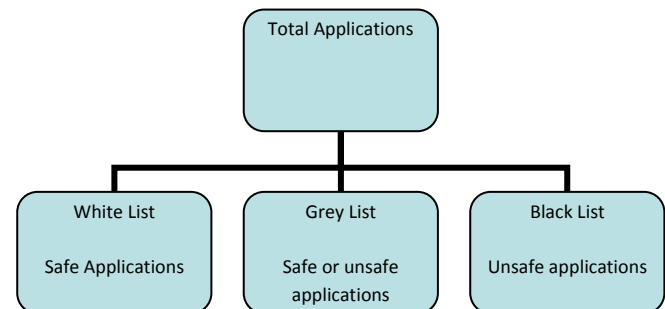 Total Applications
White List
Safe Applications
Grey List
Safe or unsafe
applications
Black List
Unsafe applications